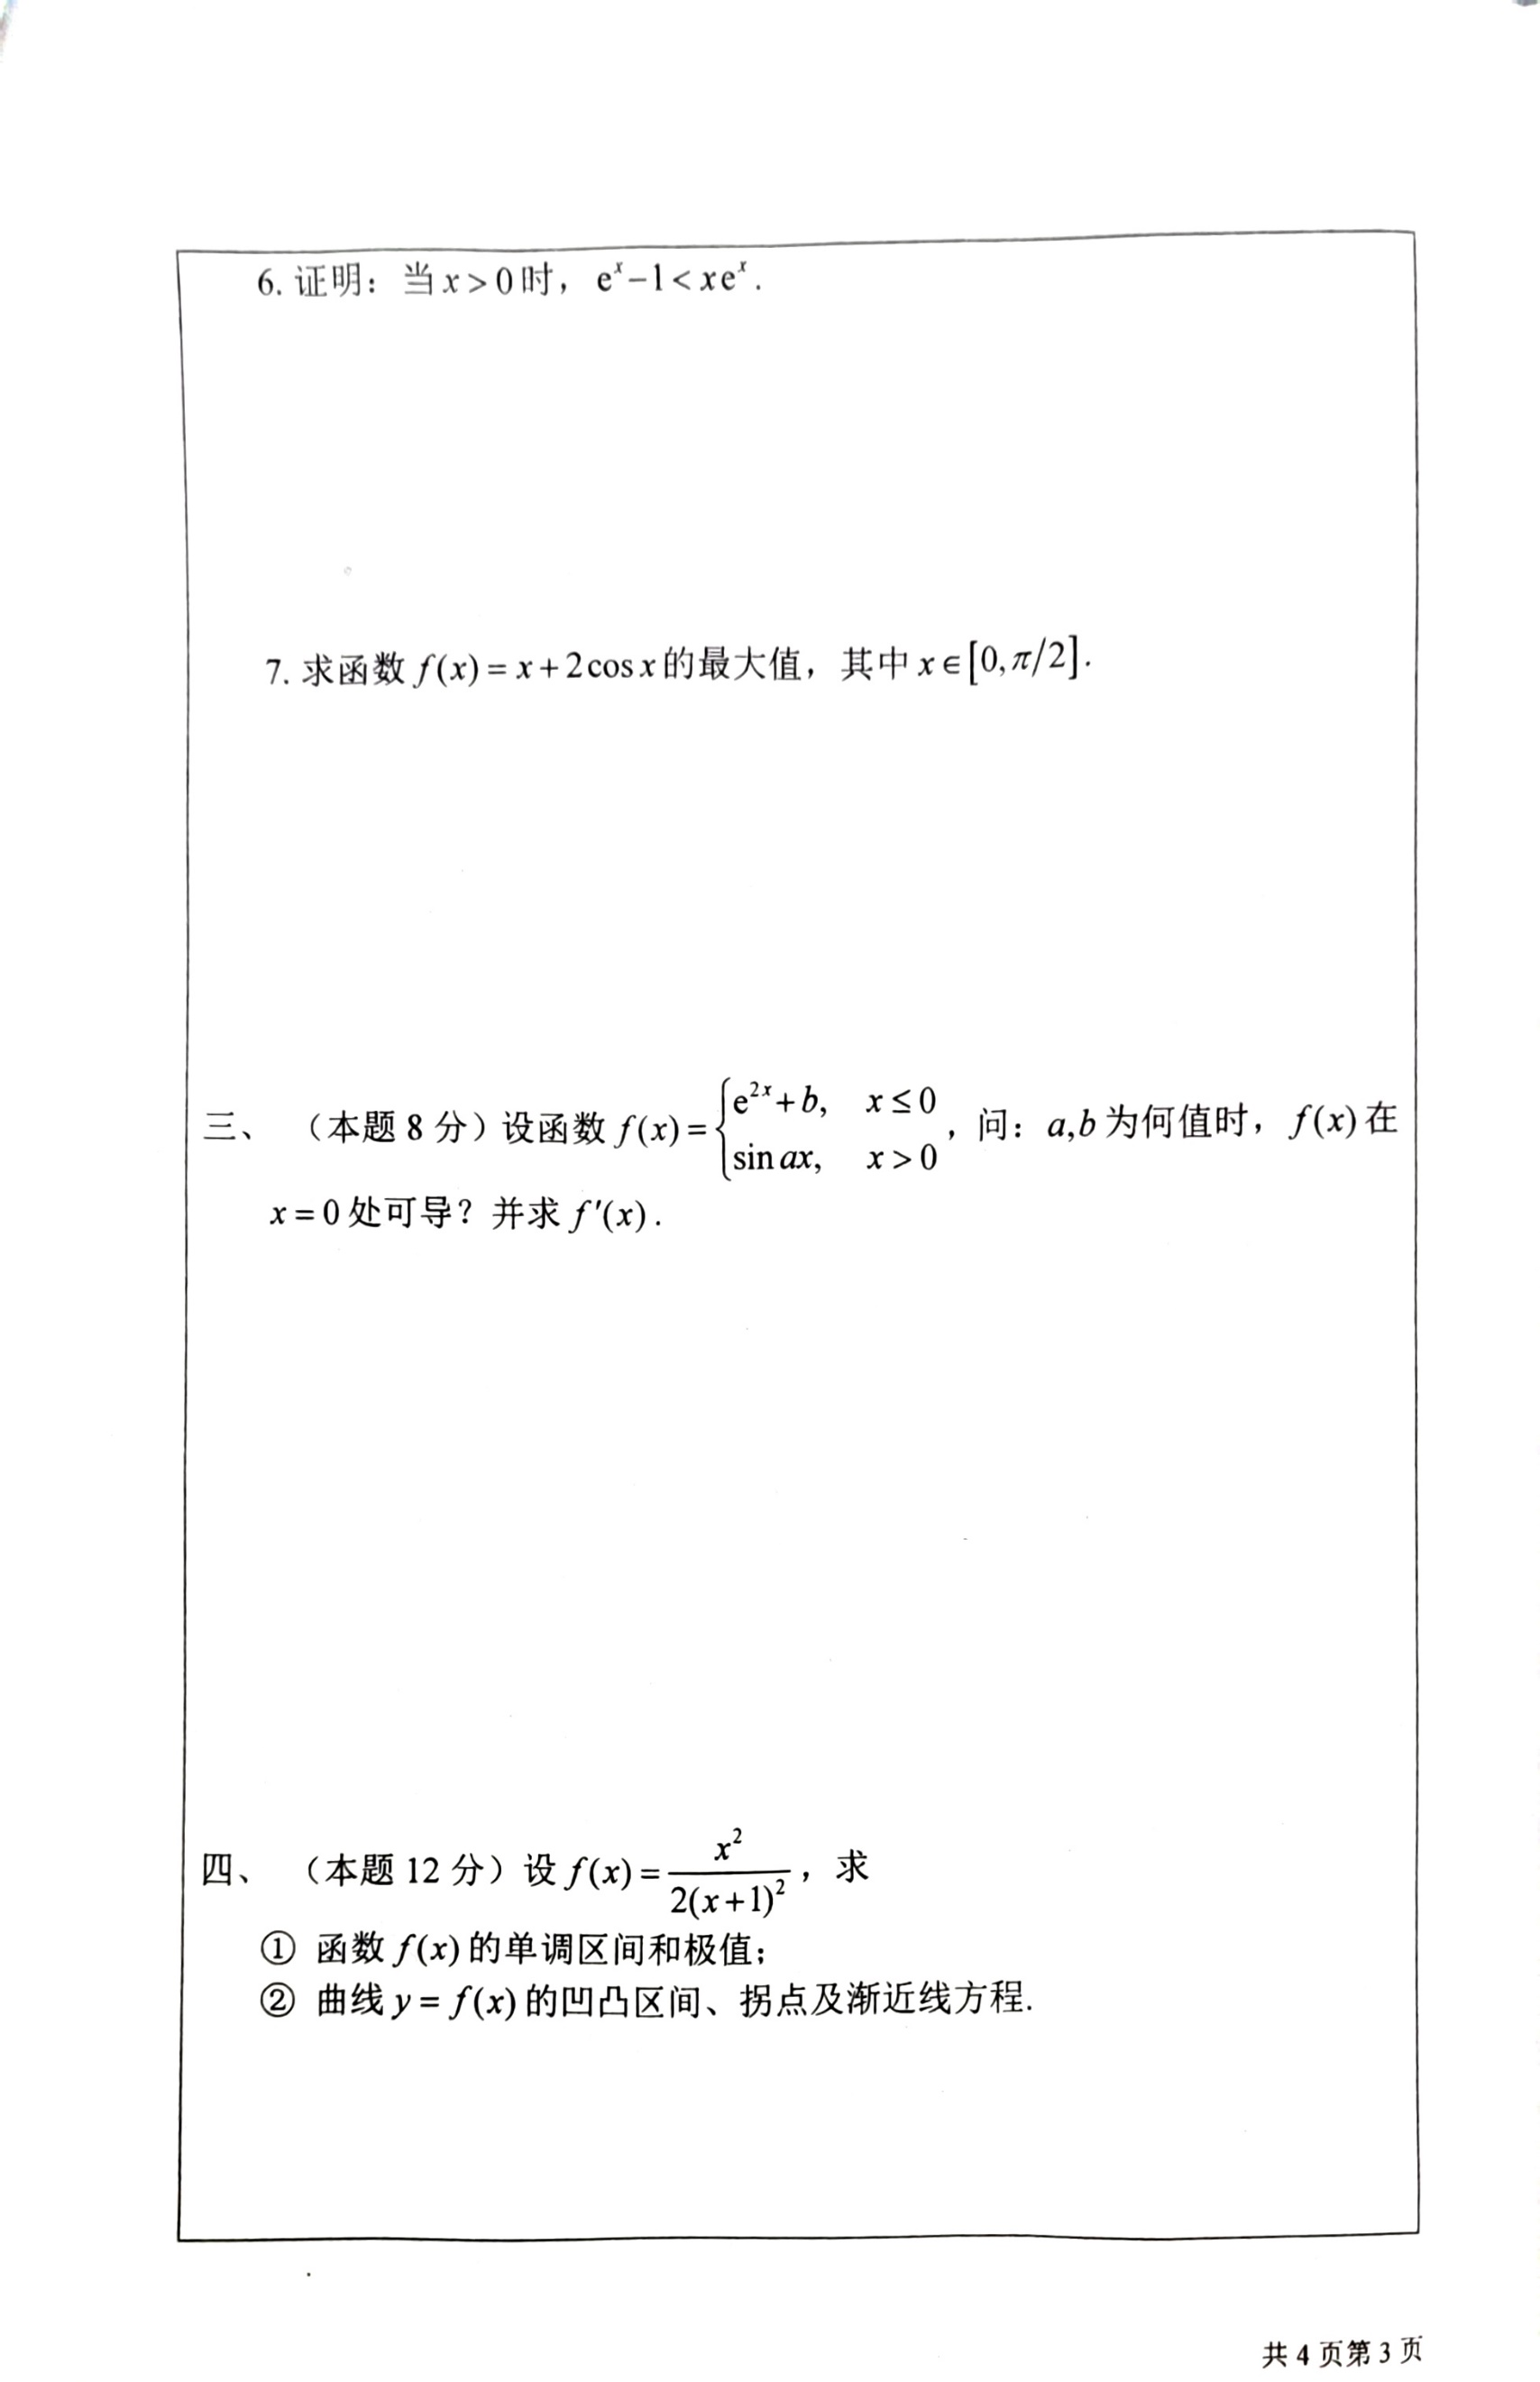 6. 证明：当 x > 0 时，e^x − 1 < xe^x .
7. 求函数 f(x) = x + 2cos x 的最大值，其中 x ∈ [0, π/2].
三、（本题 8 分）设函数 f(x) = { e^{2x} + b, x ≤ 0; sin ax, x > 0 ，问：a,b 为何值时，f(x) 在
x = 0 处可导？并求 f′(x) .
四、（本题 12 分）设 f(x) = x^2 / 2(x+1)^2 ，求
① 函数 f(x) 的单调区间和极值；
② 曲线 y = f(x) 的凹凸区间、拐点及渐近线方程.
共 4 页第 3 页